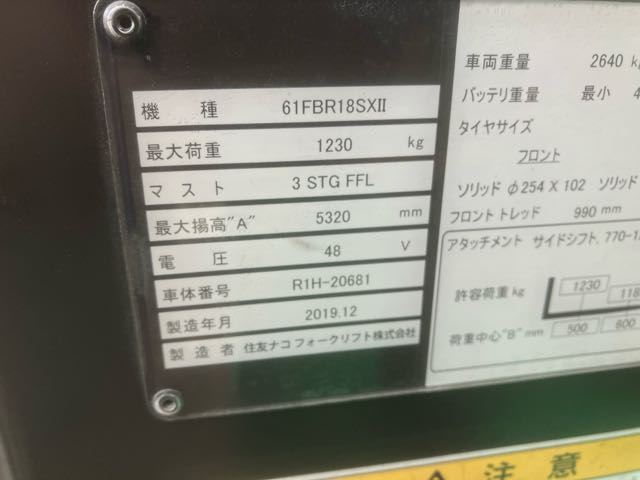 機 種 61FBR18SXⅡ
最大荷重 1230 kg
マスト 3 STG FFL
最大揚高"A" 5320 mm
電 圧 48 V
車体番号 R1H-20681
製造年月 2019.12
製造者 住友ナコ フォークリフト株式会社
車両重量 2640
バッテリ重量 最小
タイヤサイズ
フロント
ソリッド φ254 X 102 ソリッド
フロント トレッド 990 mm
アタッチメント サイドシフト, 770-
許容荷重 kg 1230
荷重中心"B" mm 500 600
注意